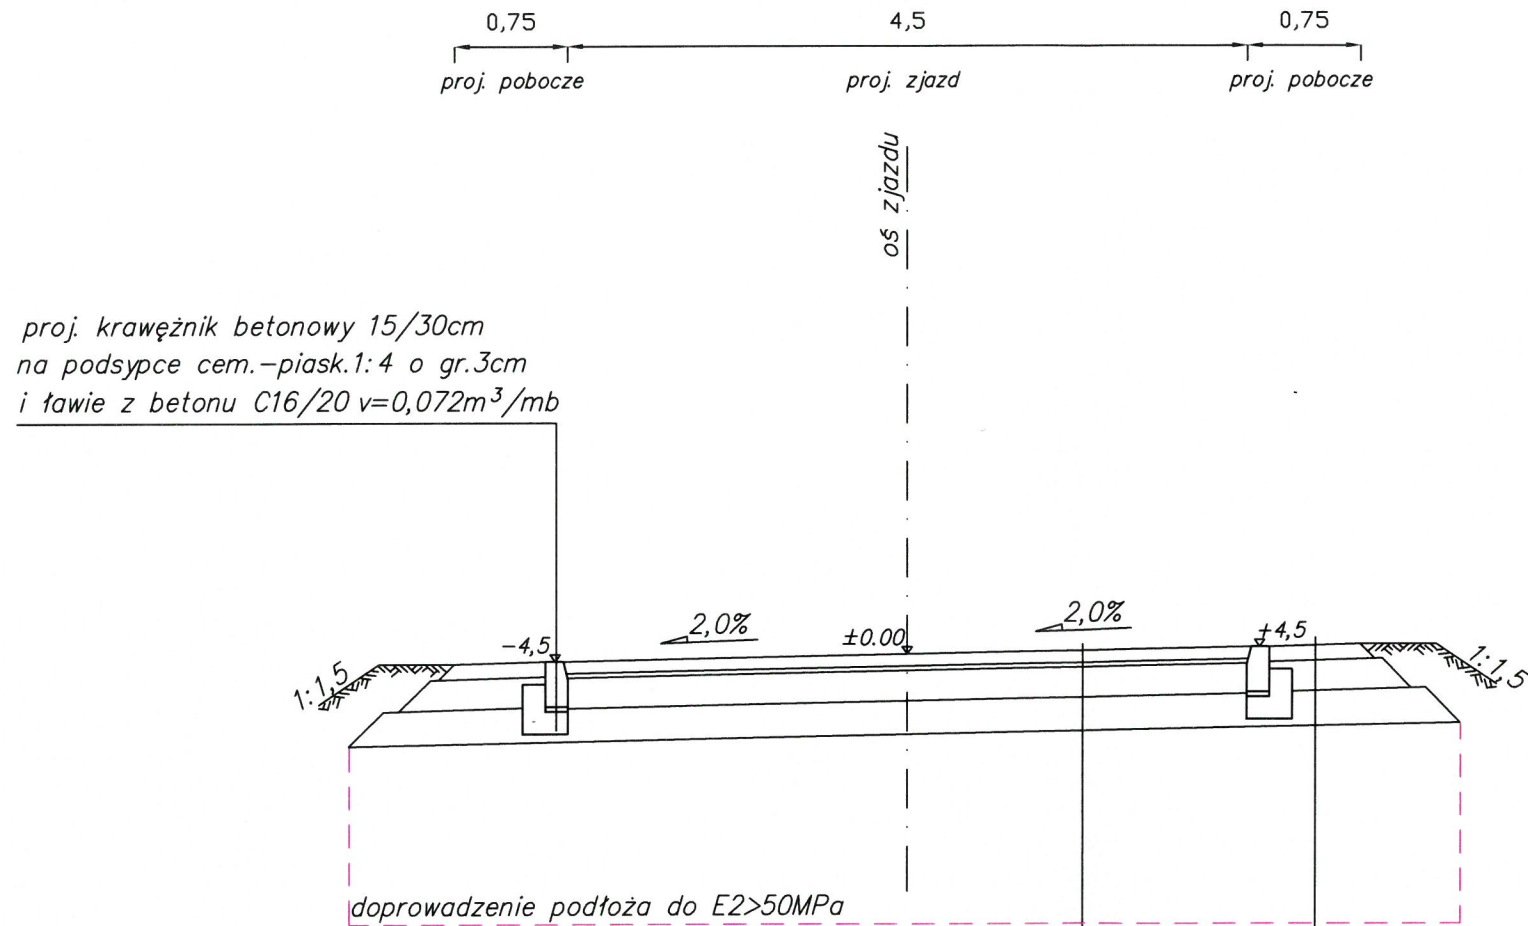 0,75
4,5
0,75
proj. pobocze
proj. zjazd
proj. pobocze
oś zjazdu
proj. krawężnik betonowy 15/30cm
na podsypce cem.-piask.1:4 o gr.3cm
i ławie z betonu C16/20 v=0,072m³/mb
2,0%
2,0%
-4,5
±0.00
+4,5
1:1,5
1:1,5
doprowadzenie podłoża do E2>50MPa